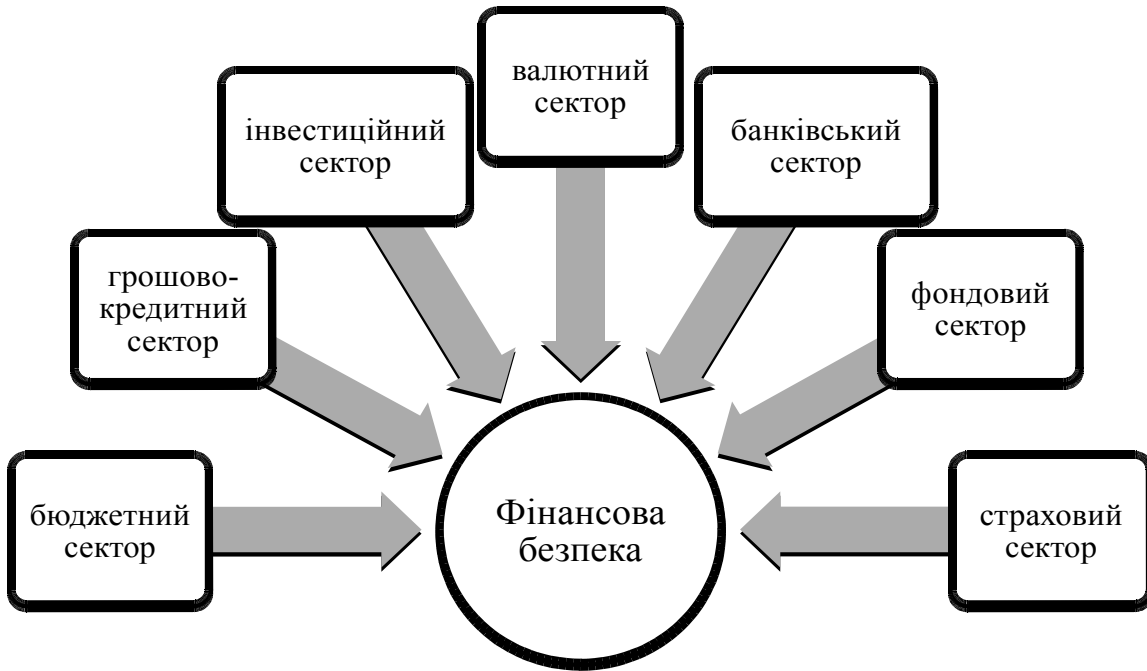 валютний
сектор
інвестиційний
сектор
банківський
сектор
грошово-
кредитний
сектор
фондовий
сектор
бюджетний
сектор
Фінансова
безпека
страховий
сектор